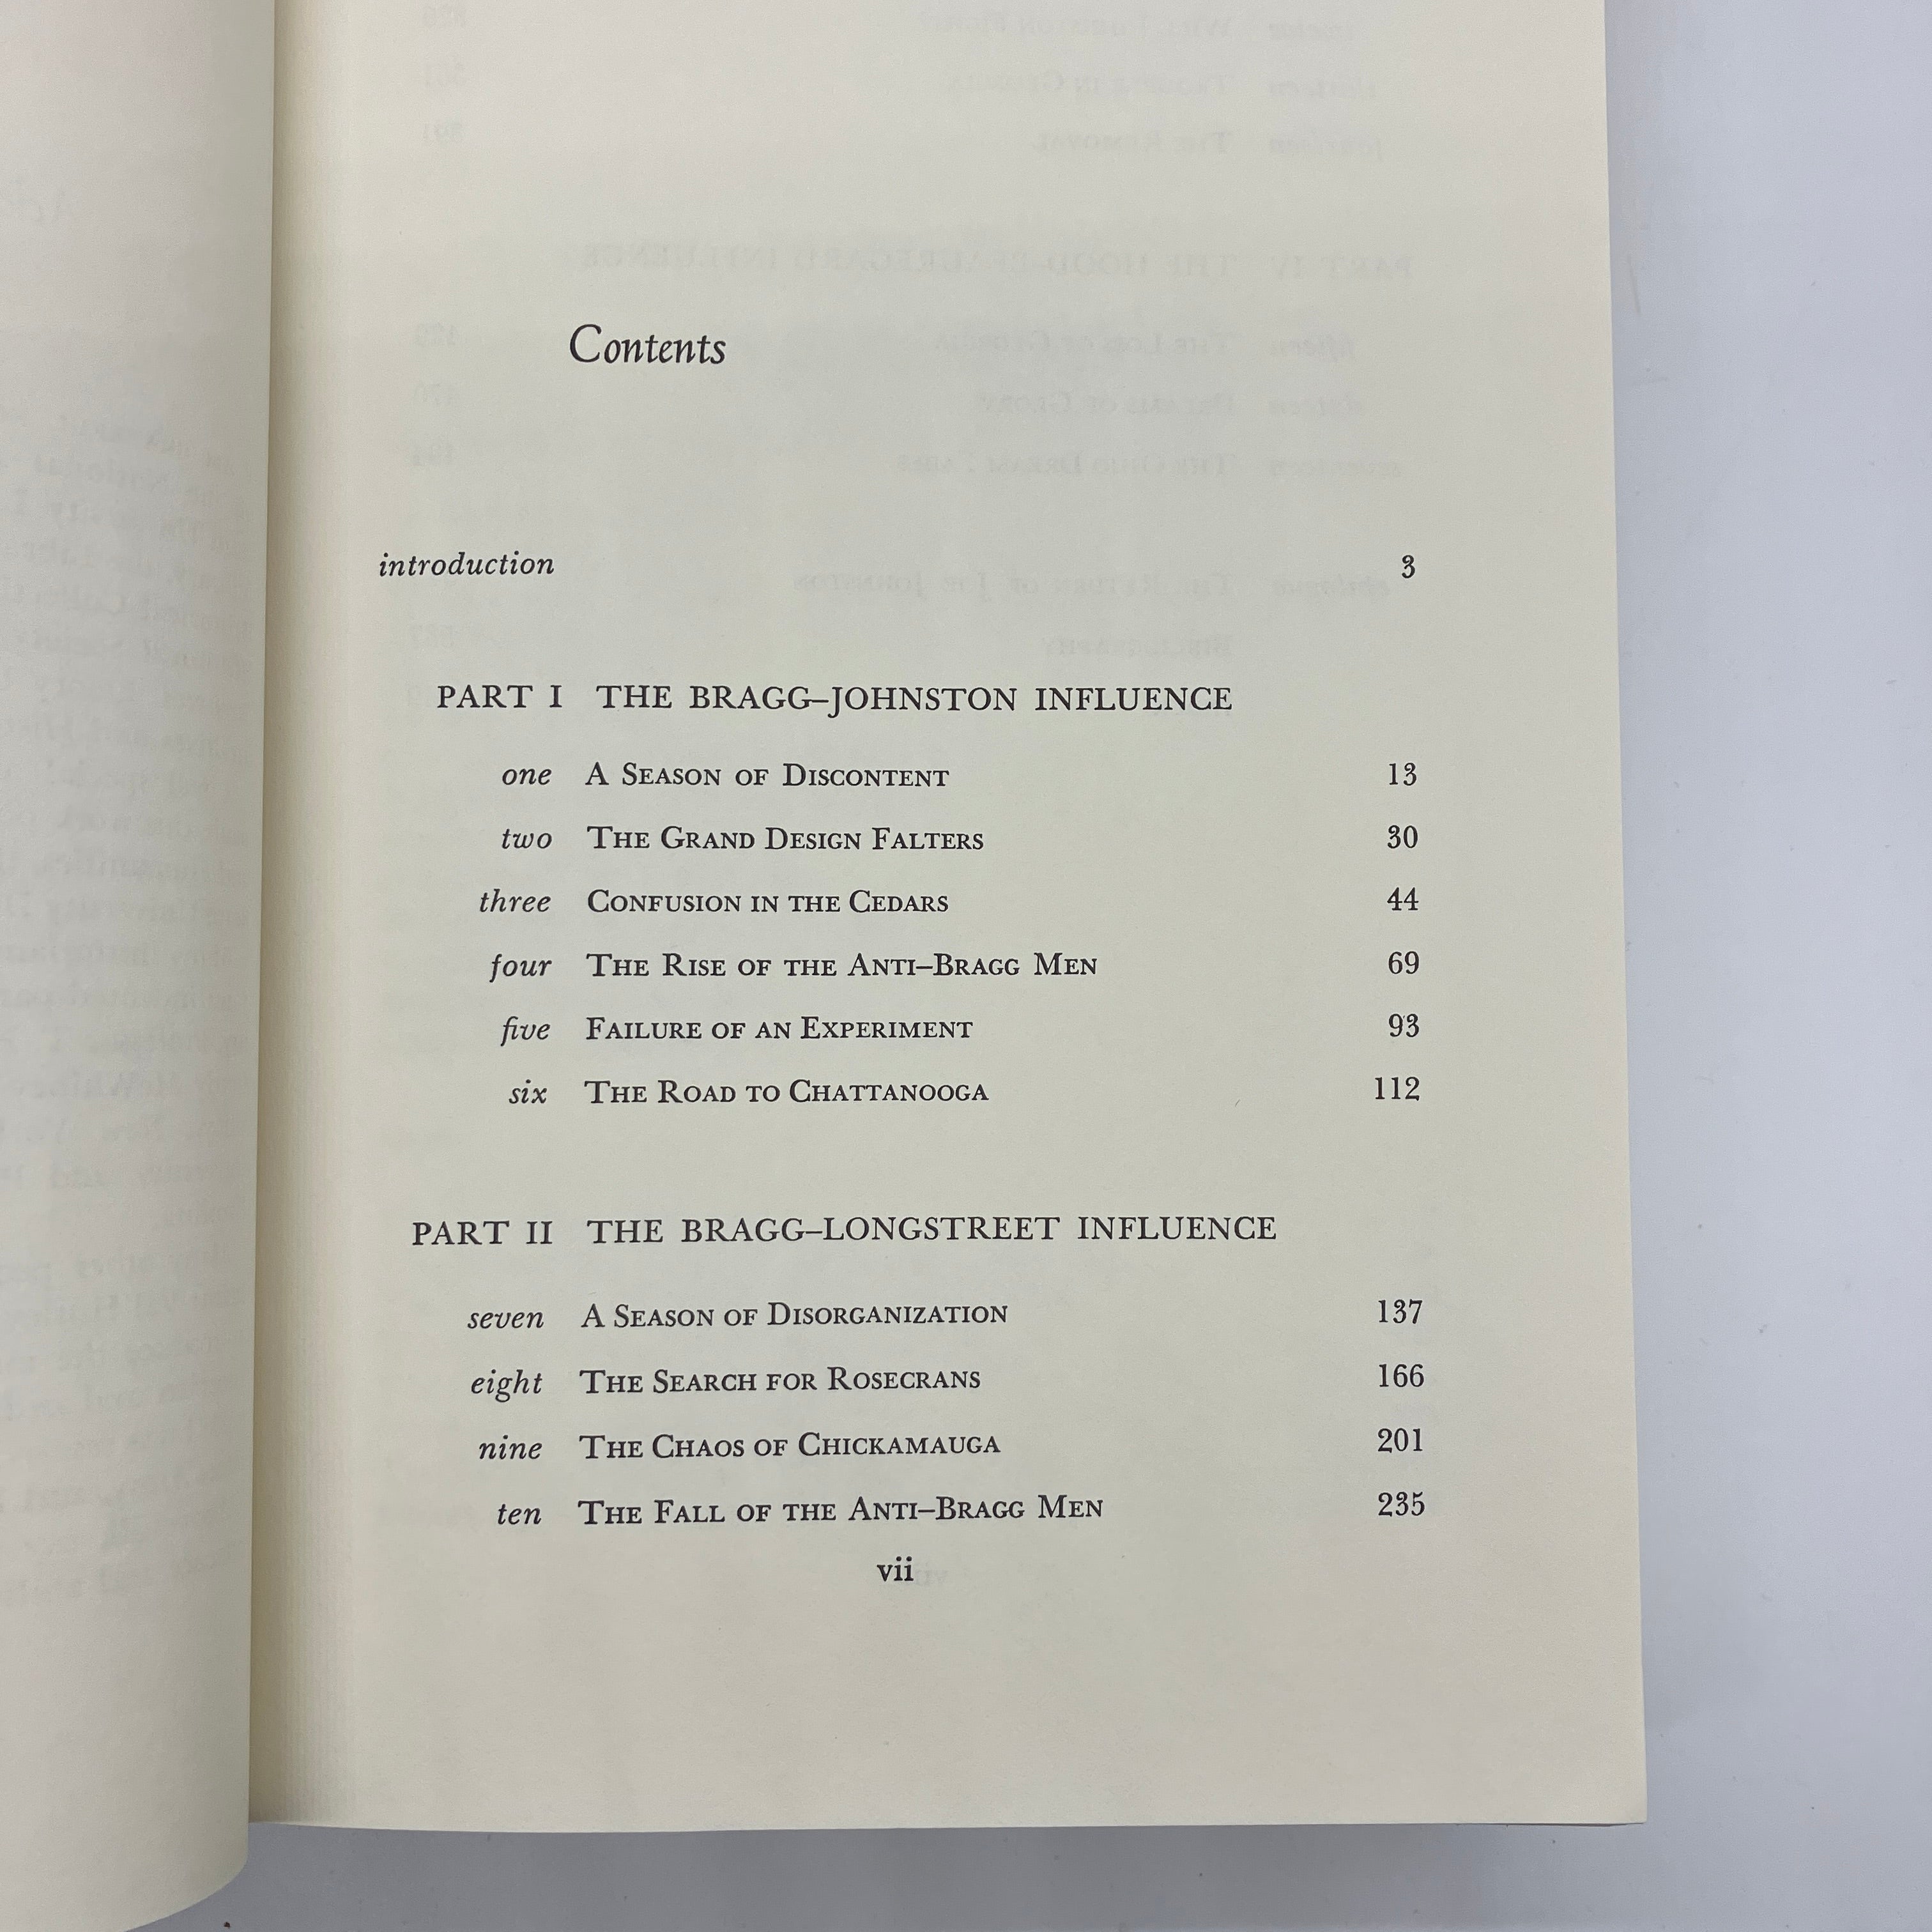 Contents
introduction 3
PART I THE BRAGG–JOHNSTON INFLUENCE
one A SEASON OF DISCONTENT 13
two THE GRAND DESIGN FALTERS 30
three CONFUSION IN THE CEDARS 44
four THE RISE OF THE ANTI–BRAGG MEN 69
five FAILURE OF AN EXPERIMENT 93
six THE ROAD TO CHATTANOOGA 112
PART II THE BRAGG–LONGSTREET INFLUENCE
seven A SEASON OF DISORGANIZATION 137
eight THE SEARCH FOR ROSECRANS 166
nine THE CHAOS OF CHICKAMAUGA 201
ten THE FALL OF THE ANTI–BRAGG MEN 235
vii